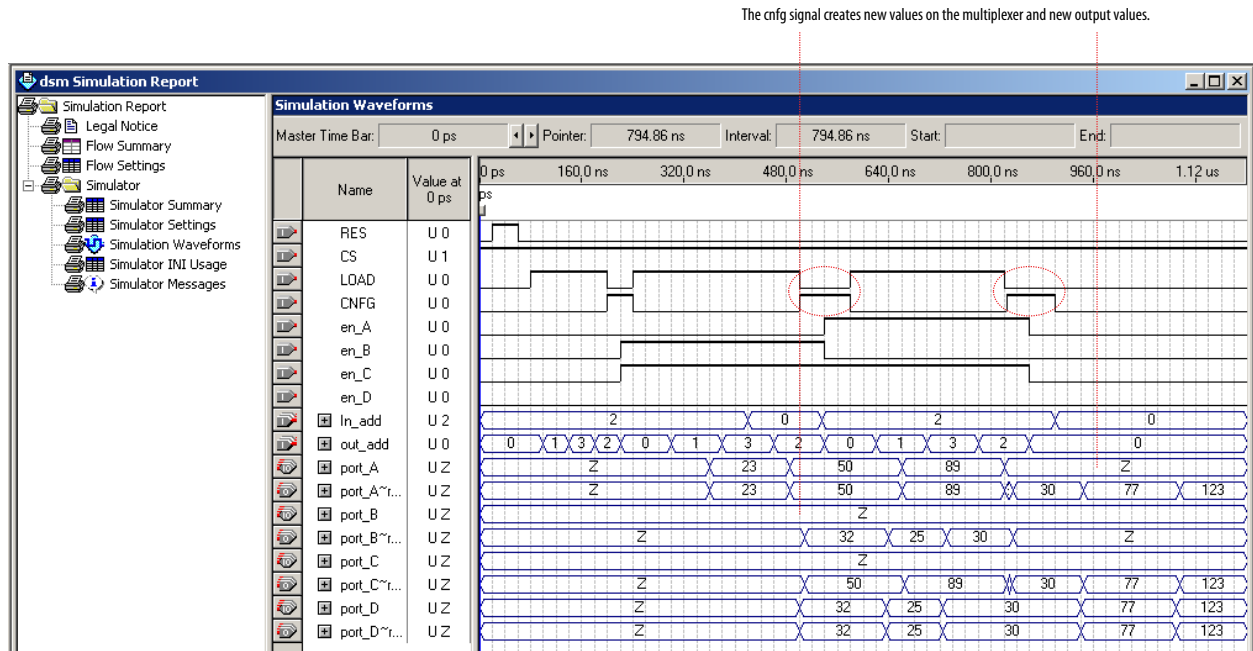 The cnfg signal creates new values on the multiplexer and new output values.
dsm Simulation Report
Simulation Report
Legal Notice
Flow Summary
Flow Settings
Simulator
Simulator Summary
Simulator Settings
Simulation Waveforms
Simulator INI Usage
Simulator Messages
Simulation Waveforms
Master Time Bar: 0 ps Pointer: 794.86 ns Interval: 794.86 ns Start: End:
Name Value at 0 ps
0 ps 160.0 ns 320.0 ns 480.0 ns 640.0 ns 800.0 ns 960.0 ns 1.12 us
ps
RES U 0
CS U 1
LOAD U 0
CNFG U 0
en_A U 0
en_B U 0
en_C U 0
en_D U 0
In_add U 2 2 0 2 0
out_add U 0 0 1 3 2 0 1 3 2 0 1 3 2 0
port_A U Z Z 23 50 89 Z
port_A~r... U Z Z 23 50 89 30 77 123
port_B U Z Z
port_B~r... U Z Z 32 25 30 Z
port_C U Z Z
port_C~r... U Z Z 50 89 30 77 123
port_D U Z Z 32 25 30 77 123
port_D~r... U Z Z 32 25 30 77 123